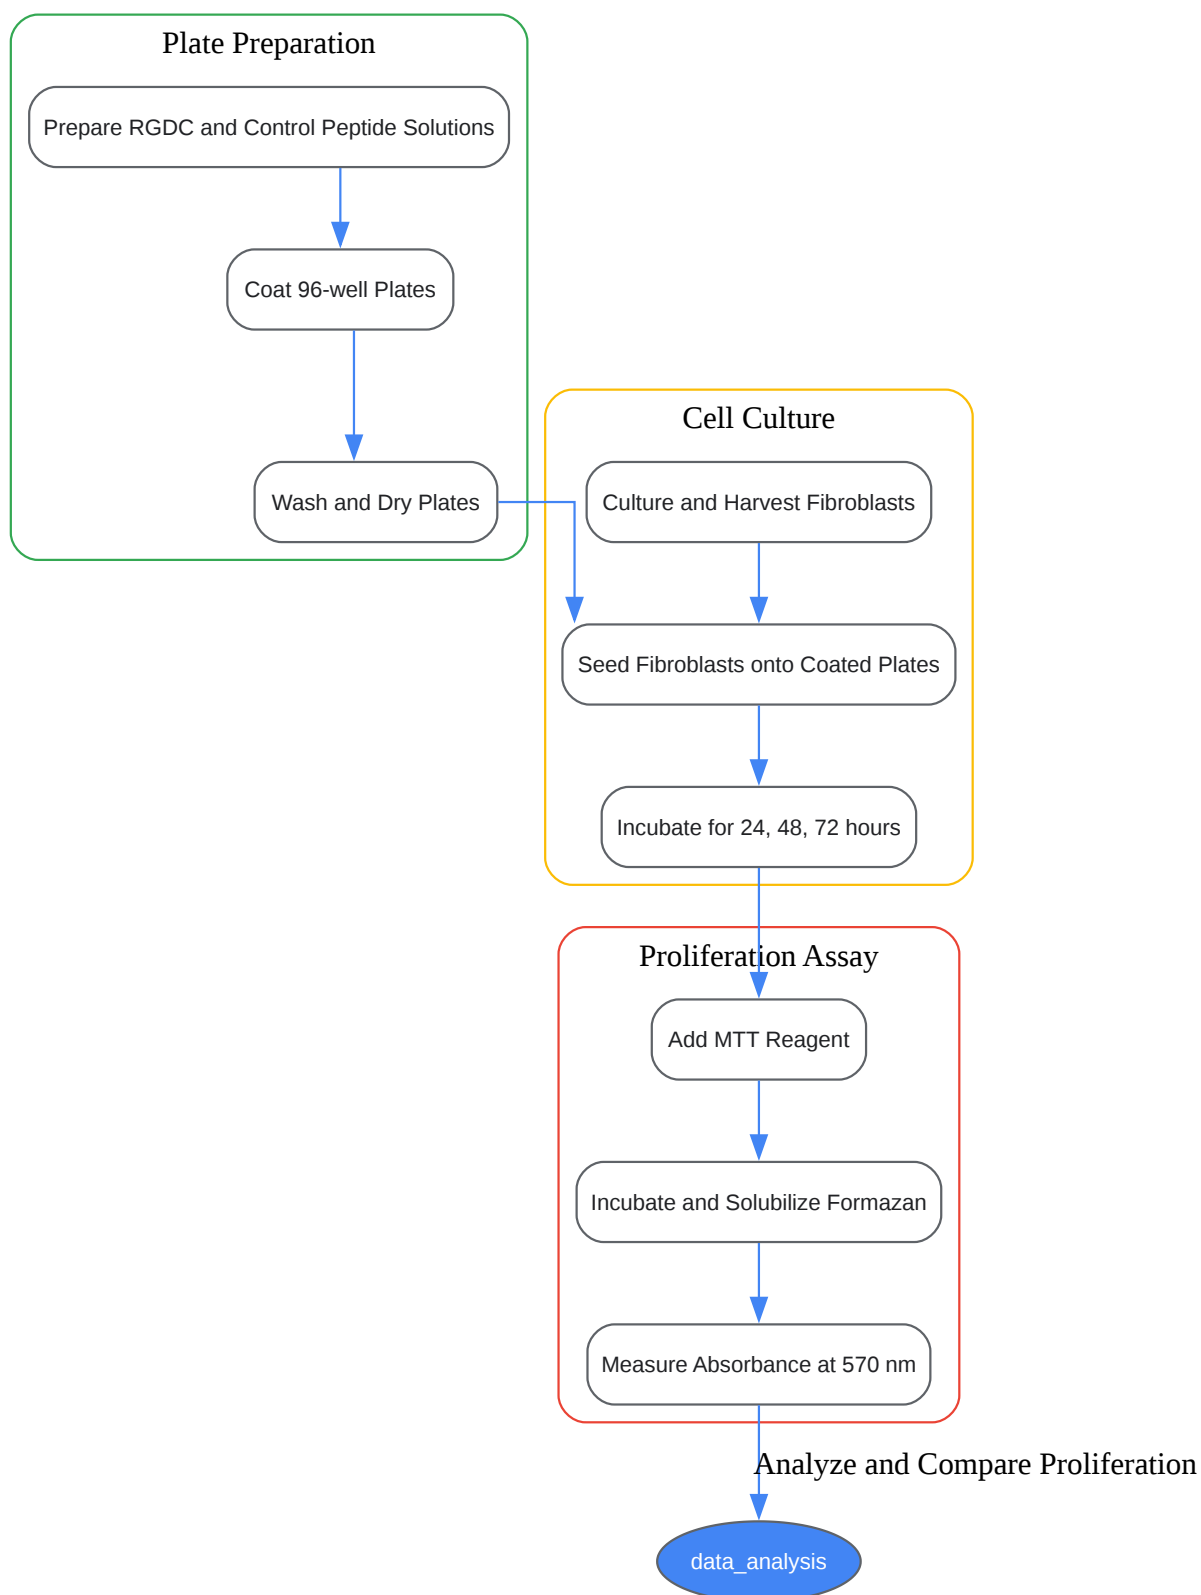 Plate Preparation
Prepare RGDC and Control Peptide Solutions
Coat 96-well Plates
Wash and Dry Plates
Cell Culture
Culture and Harvest Fibroblasts
Seed Fibroblasts onto Coated Plates
Incubate for 24, 48, 72 hours
Proliferation Assay
Add MTT Reagent
Incubate and Solubilize Formazan
Measure Absorbance at 570 nm
Analyze and Compare Proliferation
data_analysis